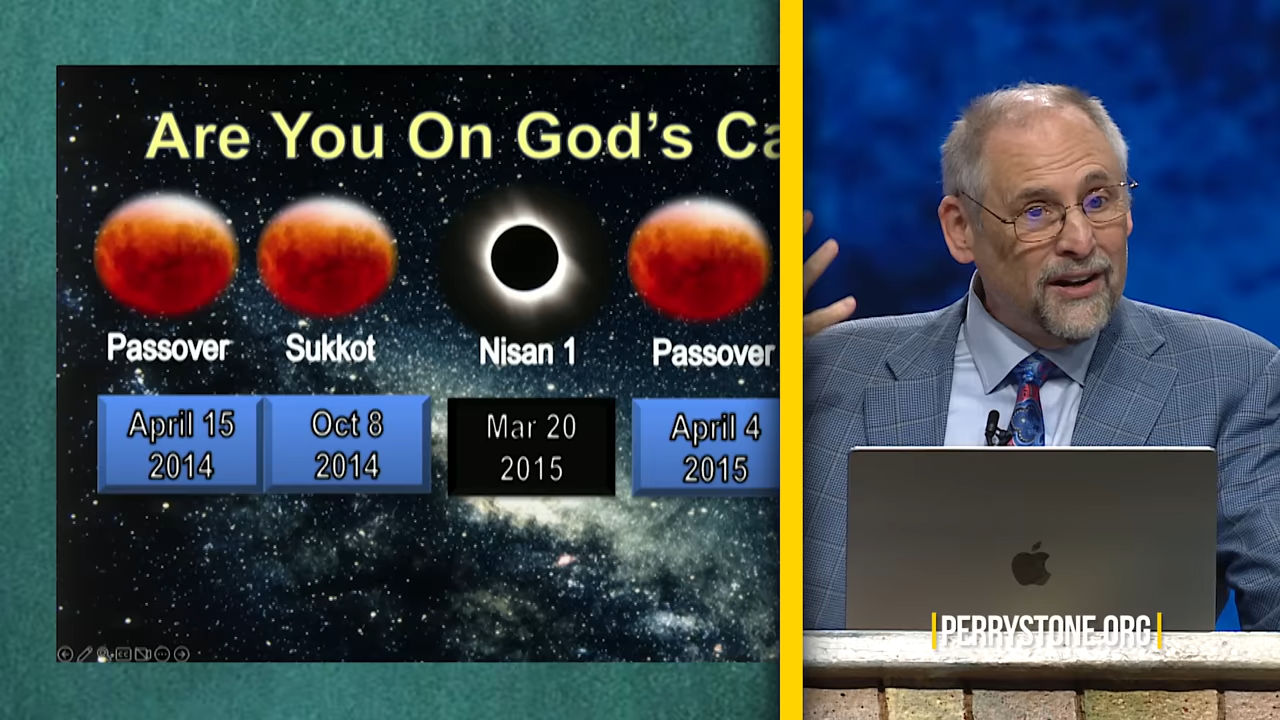 Are You On God's Ca
Passover
Sukkot
Nisan 1
Passover
April 15
2014
Oct 8
2014
Mar 20
2015
April 4
2015
PERRYSTONE.ORG